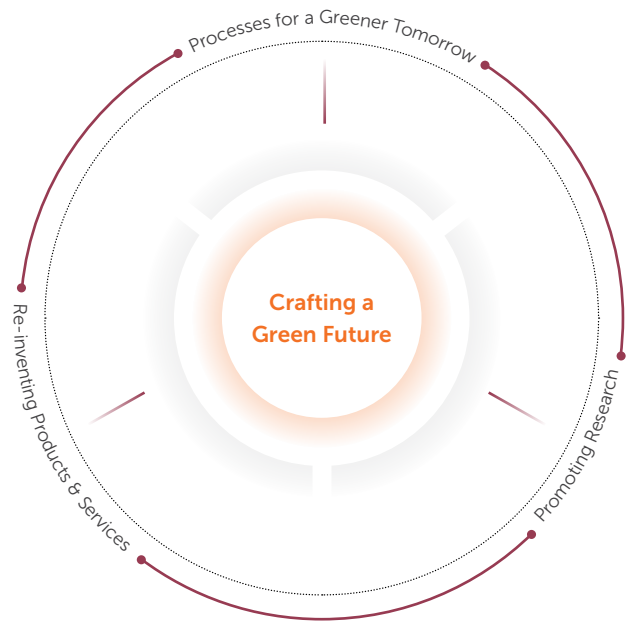 Processes for a Greener Tomorrow
Crafting a
Green Future
Re-inventing Products & Services
Promoting Research